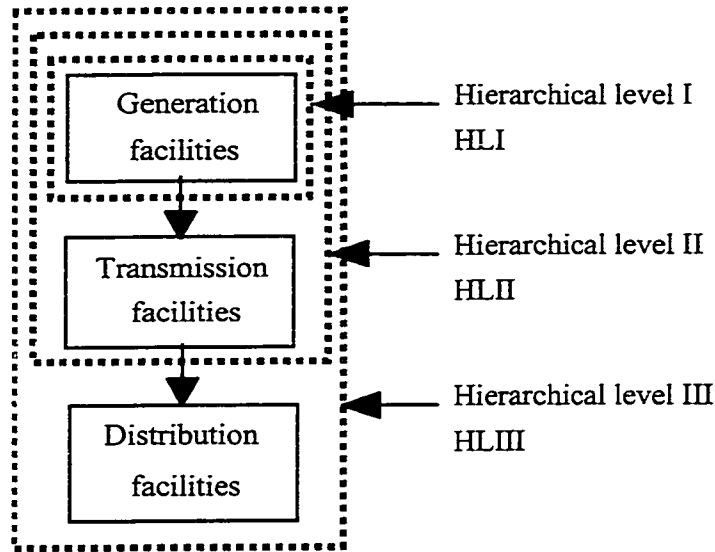 Generation
facilities
Hierarchical level I
HLI
Transmission
facilities
Hierarchical level II
HLII
Distribution
facilities
Hierarchical level III
HLIII